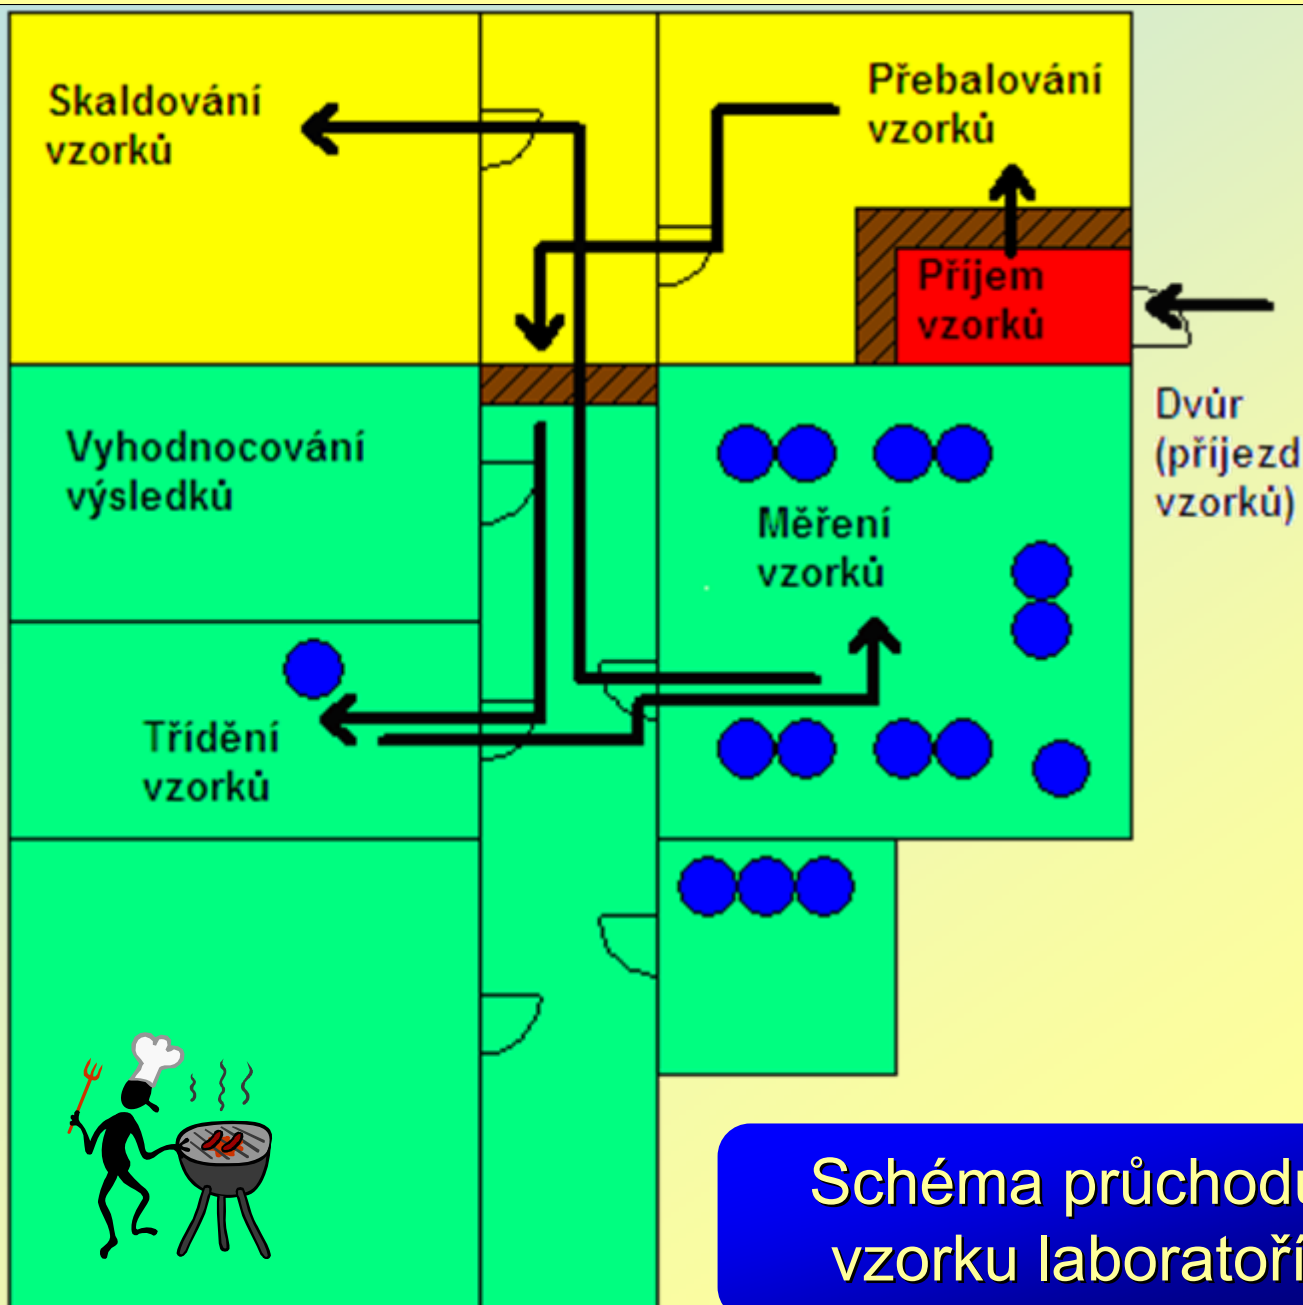 Skaldování
vzorků
Přebalování
vzorků
Příjem
vzorků
Dvůr
(příjezd
vzorků)
Vyhodnocování
výsledků
Měření
vzorků
Třídění
vzorků
Schéma průchodu
vzorku laboratoří